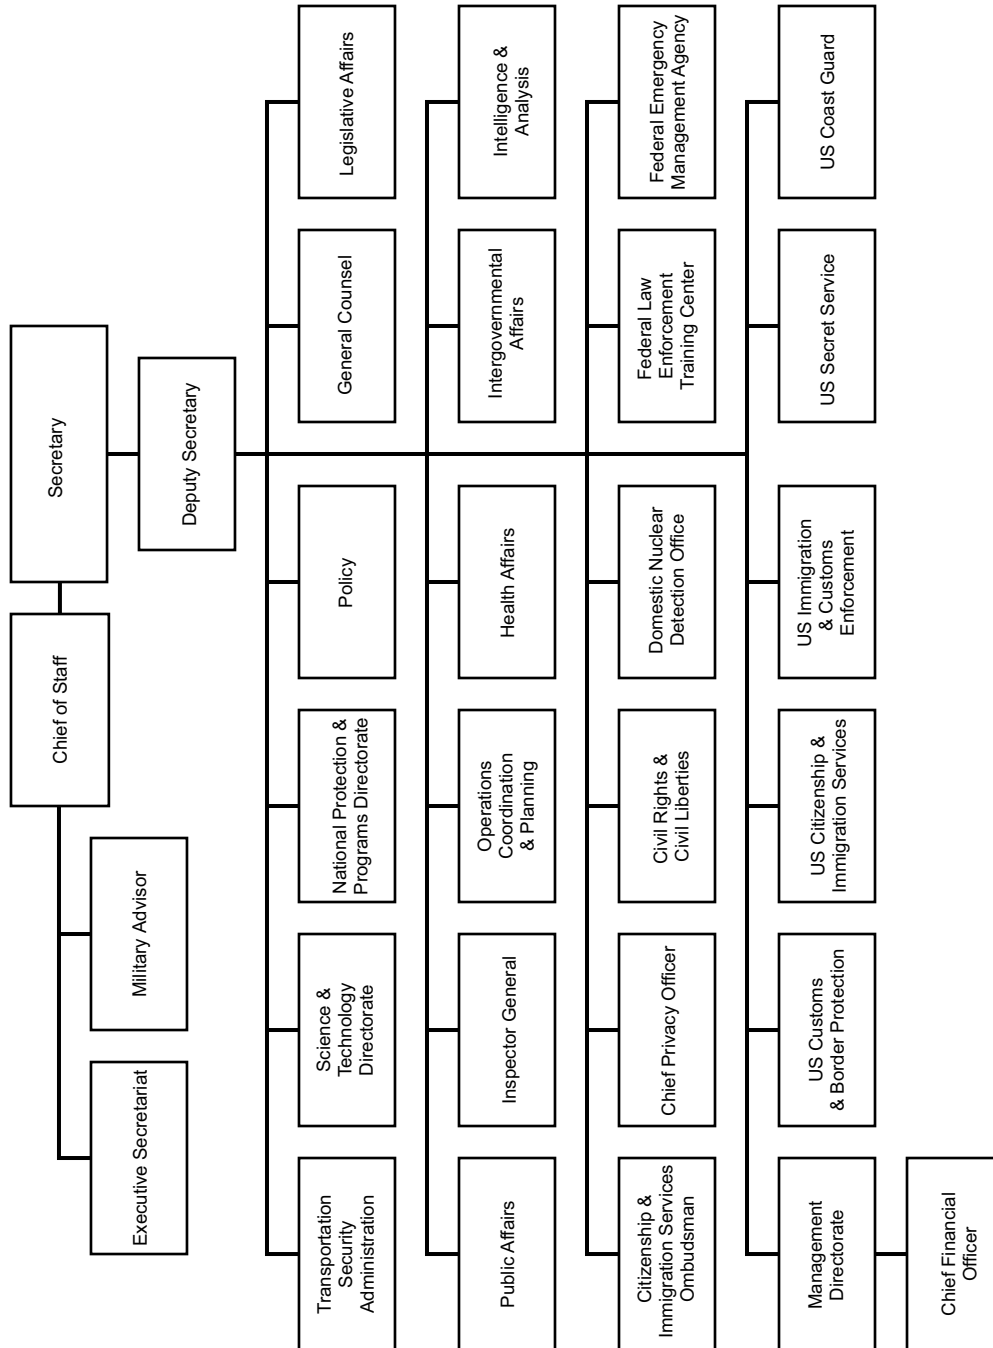 Chief of Staff
Secretary
Executive Secretariat
Military Advisor
Deputy Secretary
Transportation
Security
Administration
Science &
Technology
Directorate
National Protection &
Programs Directorate
Policy
General Counsel
Legislative Affairs
Public Affairs
Inspector General
Operations
Coordination
& Planning
Health Affairs
Intergovernmental
Affairs
Intelligence &
Analysis
Citizenship &
Immigration Services
Ombudsman
Chief Privacy Officer
Civil Rights &
Civil Liberties
Domestic Nuclear
Detection Office
Federal Law
Enforcement
Training Center
Federal Emergency
Management Agency
Management
Directorate
US Customs
& Border Protection
US Citizenship &
Immigration Services
US Immigration
& Customs
Enforcement
US Secret Service
US Coast Guard
Chief Financial
Officer